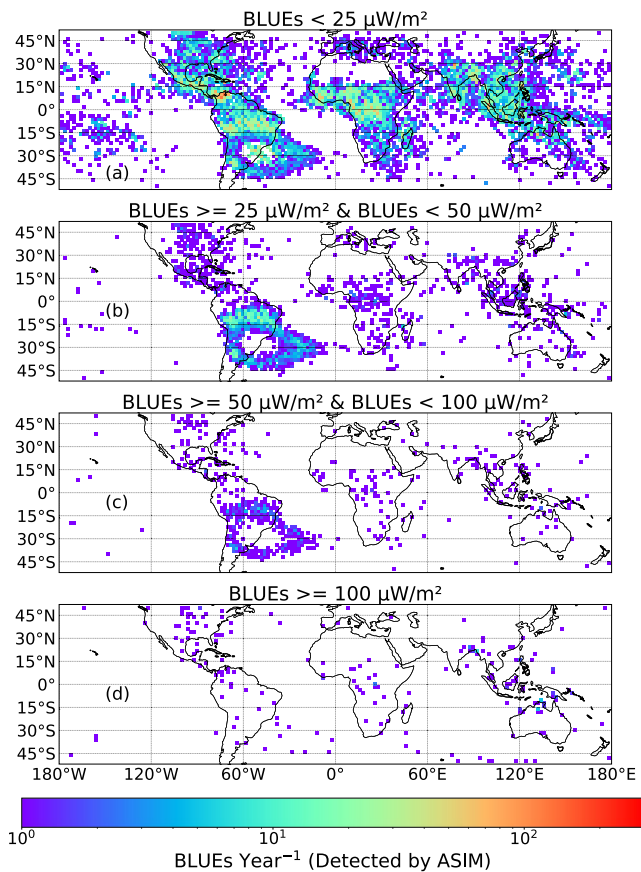 BLUEs < 25 μW/m²
45°N
30°N
15°N
0°
15°S
30°S
45°S
(a)
BLUEs >= 25 μW/m² & BLUEs < 50 μW/m²
45°N
30°N
15°N
0°
15°S
30°S
45°S
(b)
BLUEs >= 50 μW/m² & BLUEs < 100 μW/m²
45°N
30°N
15°N
0°
15°S
30°S
45°S
(c)
BLUEs >= 100 μW/m²
45°N
30°N
15°N
0°
15°S
30°S
45°S
(d)
180°W 120°W 60°W 0° 60°E 120°E 180°E
10⁰ 10¹ 10²
BLUEs Year⁻¹ (Detected by ASIM)